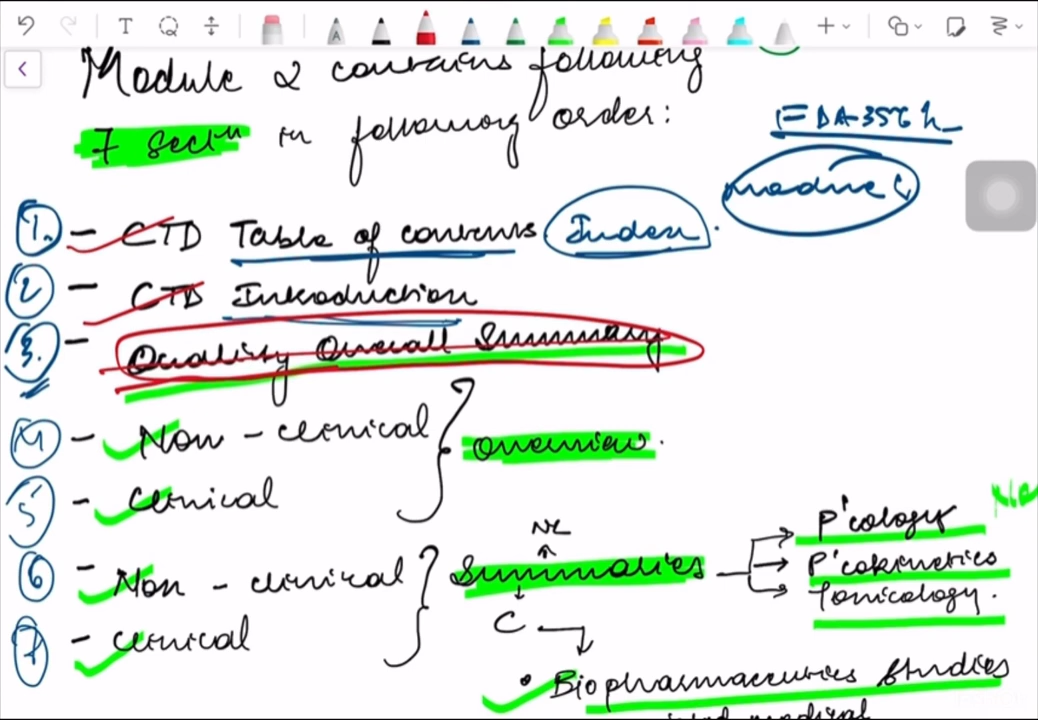 Module 2 contains following
7 Sectn in following order:
FDA-356 h
Module 1
1. - CTD Table of contents (Index).
2 - CTD Introduction
3. - Quality Overall Summary
4 - Non - clinical
5 - Clinical
} overview.
6 - Non - clinical
7 - Clinical
} Summaries
NC
C
P'cology
P'cokinetics
Toxicology.
• Biopharmaceutics Studies